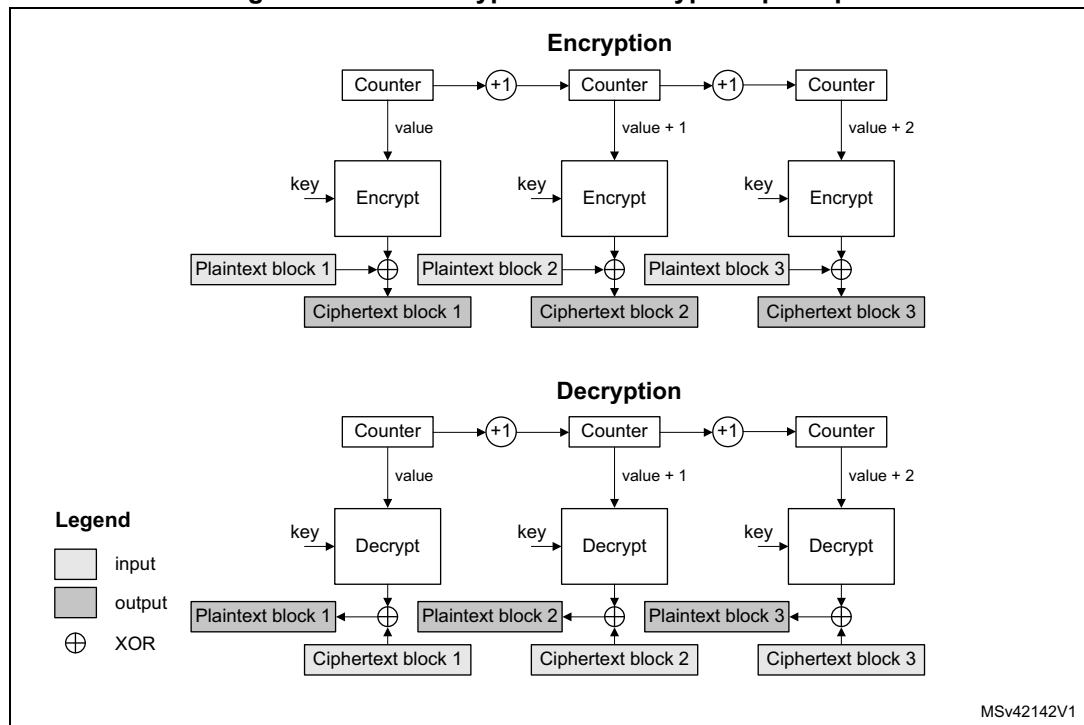 Encryption
Counter +1 Counter +1 Counter
value value + 1 value + 2
key Encrypt key Encrypt key Encrypt
Plaintext block 1 Plaintext block 2 Plaintext block 3
Ciphertext block 1 Ciphertext block 2 Ciphertext block 3
Decryption
Counter +1 Counter +1 Counter
value value + 1 value + 2
Legend
key Decrypt key Decrypt key Decrypt
input
output
Plaintext block 1 Plaintext block 2 Plaintext block 3
XOR
Ciphertext block 1 Ciphertext block 2 Ciphertext block 3
MSv42142V1